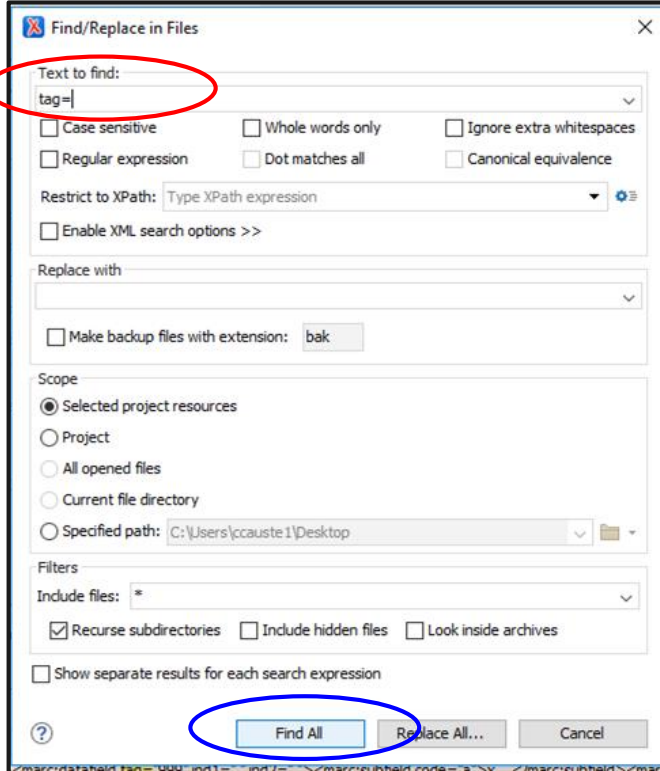 Find/Replace in Files
Text to find:
tag=
Case sensitive Whole words only Ignore extra whitespaces
Regular expression Dot matches all Canonical equivalence
Restrict to XPath: Type XPath expression
Enable XML search options >>
Replace with
Make backup files with extension: bak
Scope
Selected project resources
Project
All opened files
Current file directory
Specified path: C:\Users\ccauste1\Desktop
Filters
Include files: *
Recurse subdirectories Include hidden files Look inside archives
Show separate results for each search expression
? Find All Replace All... Cancel